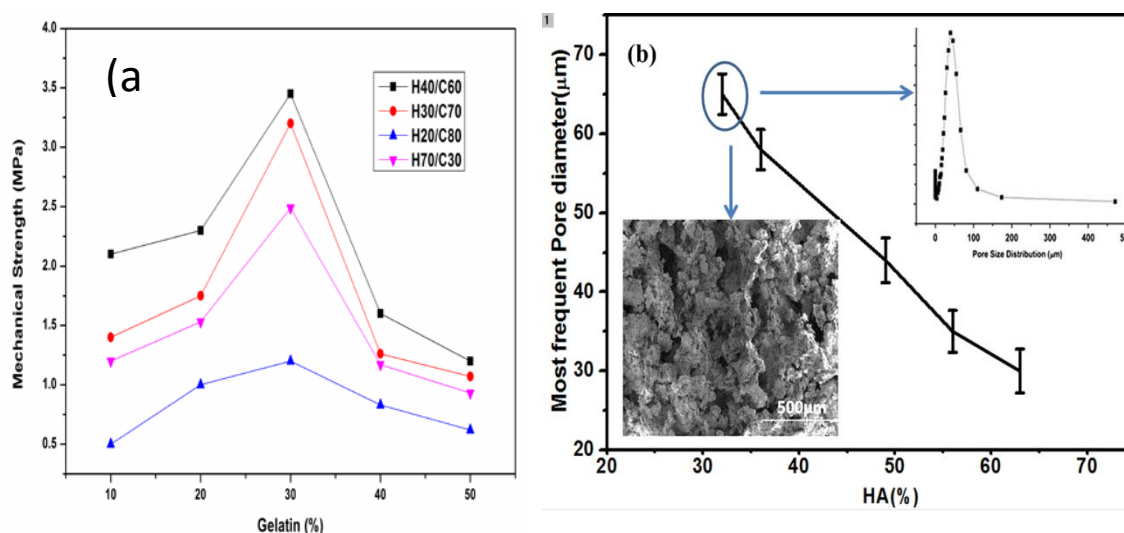 (a
Mechanical Strength (MPa)
4.0
3.5
3.0
2.5
2.0
1.5
1.0
0.5
H40/C60
H30/C70
H20/C80
H70/C30
10 20 30 40 50
Gelatin (%)
1
(b)
Most frequent Pore diameter(μm)
70
60
50
40
30
20
0 100 200 300 400 5
Pore Size Distribution (μm)
500μm
20 30 40 50 60 70
HA(%)